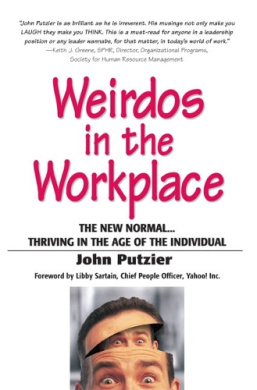 "John Putzier is as brilliant as he is irreverent. His musings not only make you
LAUGH they make you THINK. This is a must-read for anyone in a leadership
position or any leader wannabe, for that matter, in today's world of work."
—Keith J. Greene, SPHR, Director, Organizational Programs,
Society for Human Resource Management
Weirdos
in the
Workplace
THE NEW NORMAL...
THRIVING IN THE AGE OF THE INDIVIDUAL
John Putzier
Foreword by Libby Sartain, Chief People Officer, Yahoo! Inc.